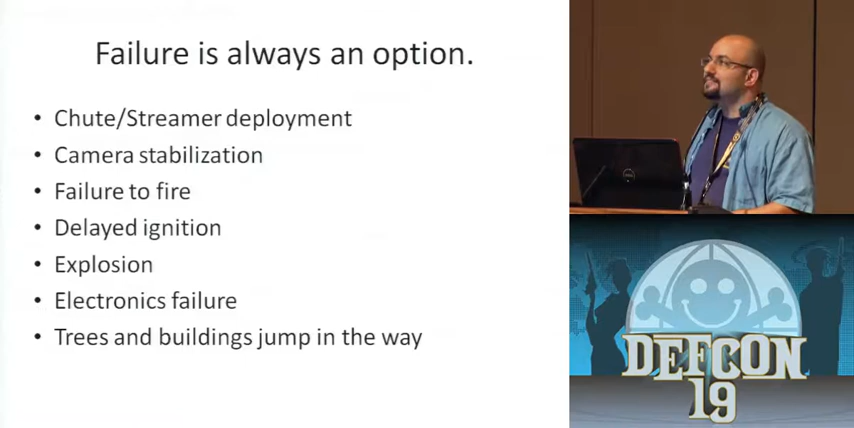 Failure is always an option.
• Chute/Streamer deployment
• Camera stabilization
• Failure to fire
• Delayed ignition
• Explosion
• Electronics failure
• Trees and buildings jump in the way
DEFCON
19